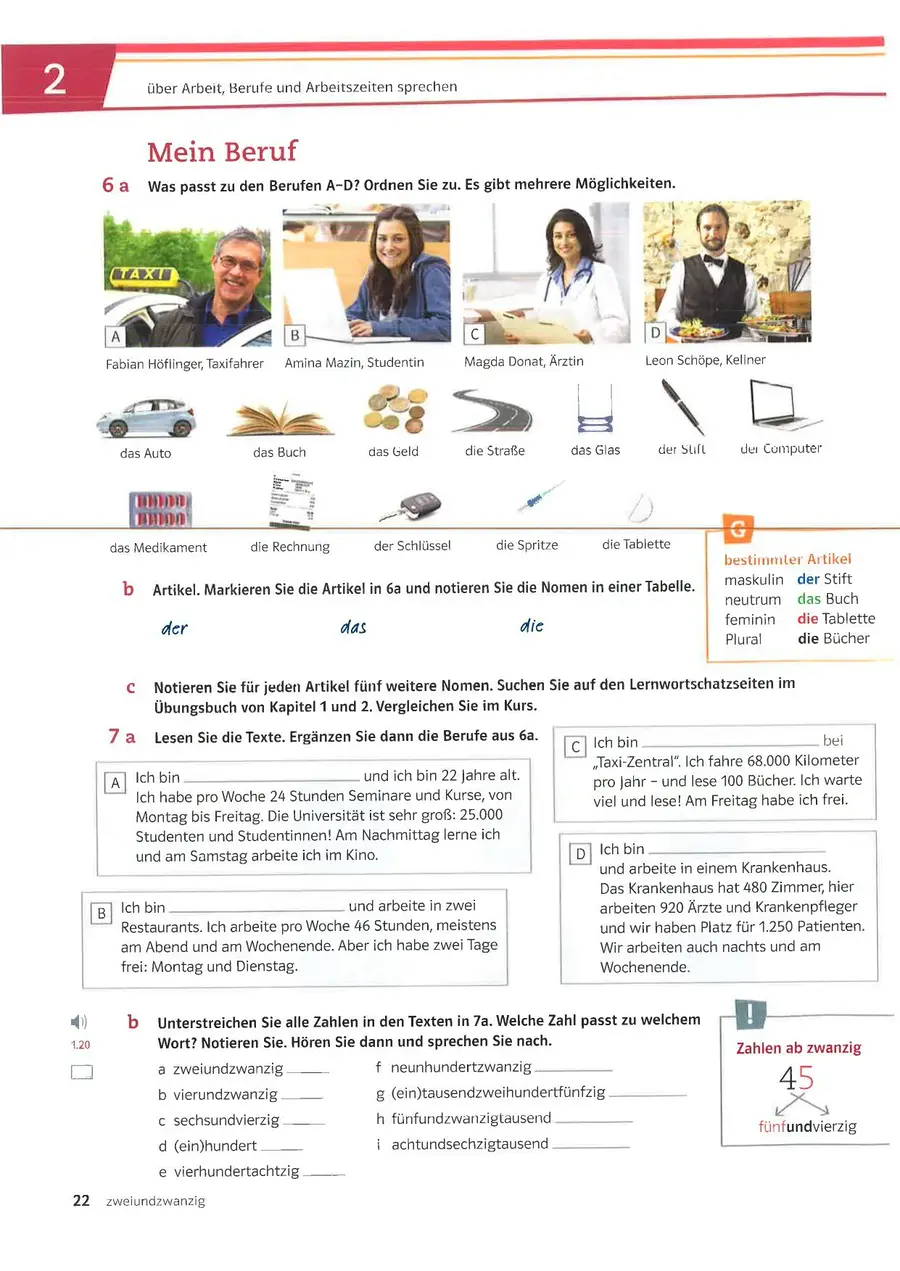 2
über Arbeit, Berufe und Arbeitszeiten sprechen
Mein Beruf
6 a Was passt zu den Berufen A–D? Ordnen Sie zu. Es gibt mehrere Möglichkeiten.
TAXI
A
B
C
D
Fabian Höflinger, Taxifahrer
Amina Mazin, Studentin
Magda Donat, Ärztin
Leon Schöpe, Kellner
das Auto
das Buch
das Geld
die Straße
das Glas
der Stift
der Computer
das Medikament
die Rechnung
der Schlüssel
die Spritze
die Tablette
G
bestimmter Artikel
maskulin der Stift
neutrum das Buch
feminin die Tablette
Plural die Bücher
b Artikel. Markieren Sie die Artikel in 6a und notieren Sie die Nomen in einer Tabelle.
der das die
c Notieren Sie für jeden Artikel fünf weitere Nomen. Suchen Sie auf den Lernwortschatzseiten im
Übungsbuch von Kapitel 1 und 2. Vergleichen Sie im Kurs.
7 a Lesen Sie die Texte. Ergänzen Sie dann die Berufe aus 6a.
A Ich bin ____________ und ich bin 22 Jahre alt.
Ich habe pro Woche 24 Stunden Seminare und Kurse, von
Montag bis Freitag. Die Universität ist sehr groß: 25.000
Studenten und Studentinnen! Am Nachmittag lerne ich
und am Samstag arbeite ich im Kino.
B Ich bin ____________ und arbeite in zwei
Restaurants. Ich arbeite pro Woche 46 Stunden, meistens
am Abend und am Wochenende. Aber ich habe zwei Tage
frei: Montag und Dienstag.
C Ich bin ____________ bei
„Taxi-Zentral“. Ich fahre 68.000 Kilometer
pro Jahr – und lese 100 Bücher. Ich warte
viel und lese! Am Freitag habe ich frei.
D Ich bin ____________
und arbeite in einem Krankenhaus.
Das Krankenhaus hat 480 Zimmer, hier
arbeiten 920 Ärzte und Krankenpfleger
und wir haben Platz für 1.250 Patienten.
Wir arbeiten auch nachts und am
Wochenende.
1.20
b Unterstreichen Sie alle Zahlen in den Texten in 7a. Welche Zahl passt zu welchem
Wort? Notieren Sie. Hören Sie dann und sprechen Sie nach.
a zweiundzwanzig ____
b vierundzwanzig ____
c sechsundvierzig ____
d (ein)hundert ____
e vierhundertachtzig ____
f neunhundertzwanzig ____
g (ein)tausendzweihundertfünfzig ____
h fünfundzwanzigtausend ____
i achtundsechzigtausend ____
!
Zahlen ab zwanzig
45
fünfundvierzig
22 zweiundzwanzig